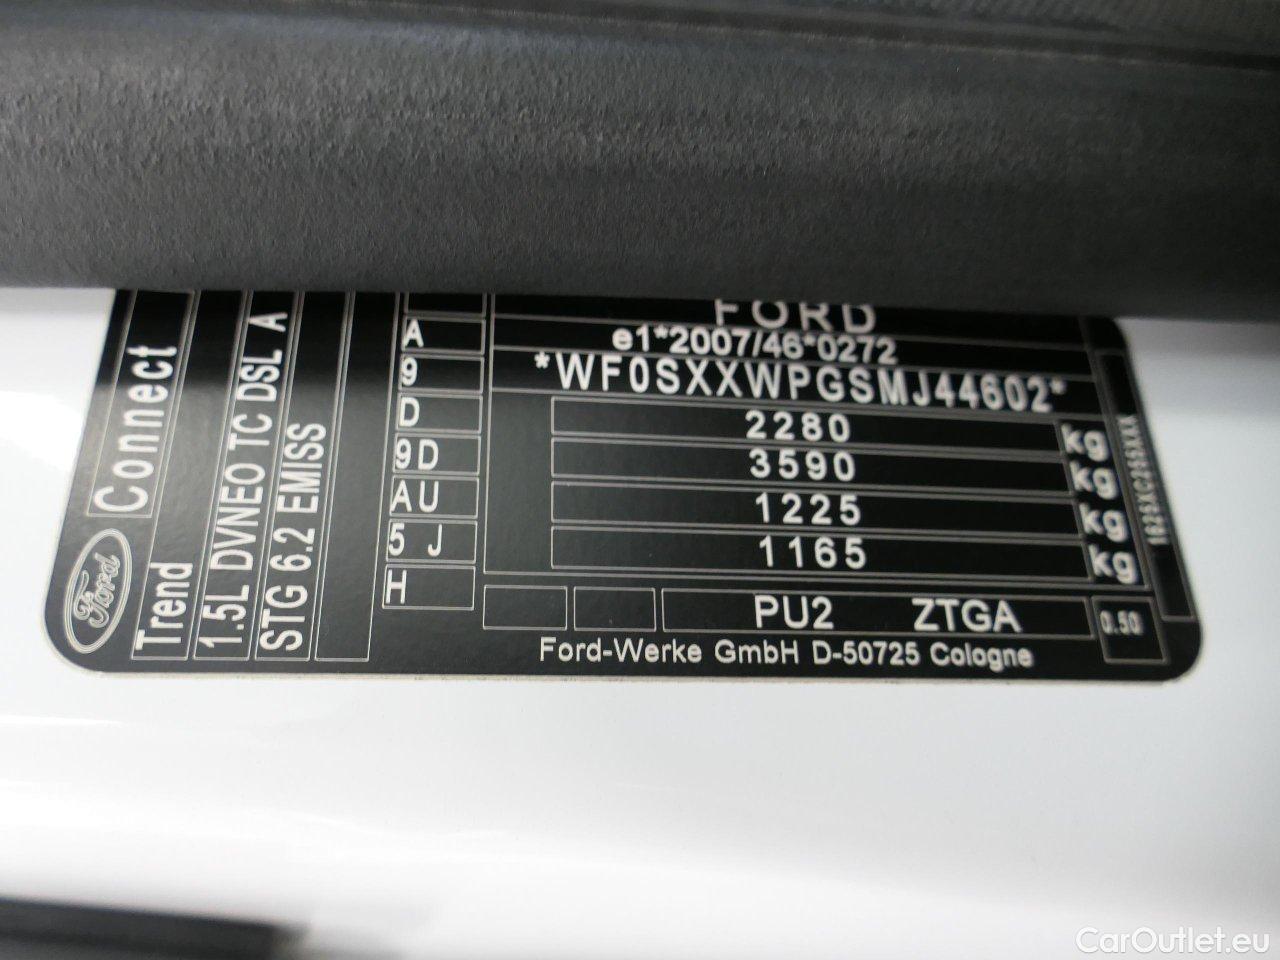 FORD
e1*2007/46*0272
*WF0SXXWPGSMJ44602*
2280 kg
3590 kg
1225 kg
1165 kg
PU2 ZTGA 0.50
Ford-Werke GmbH D-50725 Cologne
A
9
D
9D
AU
5 J
H
Ford Connect
Trend
1.5L DVNEO TC DSL A
STG 6.2 EMISS
CarOutlet.eu